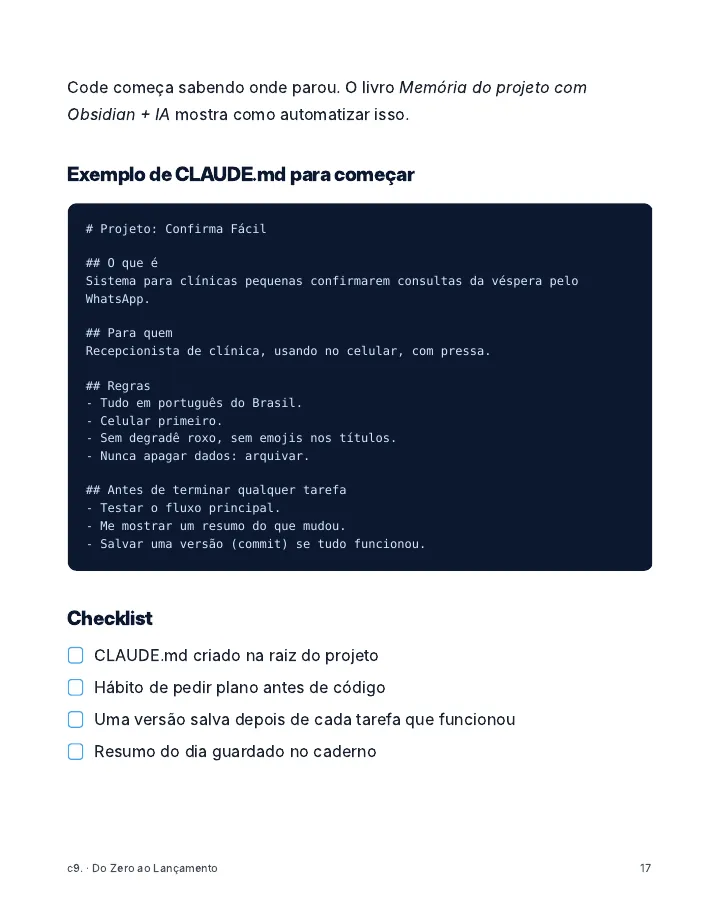 Code começa sabendo onde parou. O livro Memória do projeto com
Obsidian + IA mostra como automatizar isso.
Exemplo de CLAUDE.md para começar
# Projeto: Confirma Fácil
## O que é
Sistema para clínicas pequenas confirmarem consultas da véspera pelo
WhatsApp.
## Para quem
Recepcionista de clínica, usando no celular, com pressa.
## Regras
- Tudo em português do Brasil.
- Celular primeiro.
- Sem degradê roxo, sem emojis nos títulos.
- Nunca apagar dados: arquivar.
## Antes de terminar qualquer tarefa
- Testar o fluxo principal.
- Me mostrar um resumo do que mudou.
- Salvar uma versão (commit) se tudo funcionou.
Checklist
CLAUDE.md criado na raiz do projeto
Hábito de pedir plano antes de código
Uma versão salva depois de cada tarefa que funcionou
Resumo do dia guardado no caderno
c9. · Do Zero ao Lançamento 17